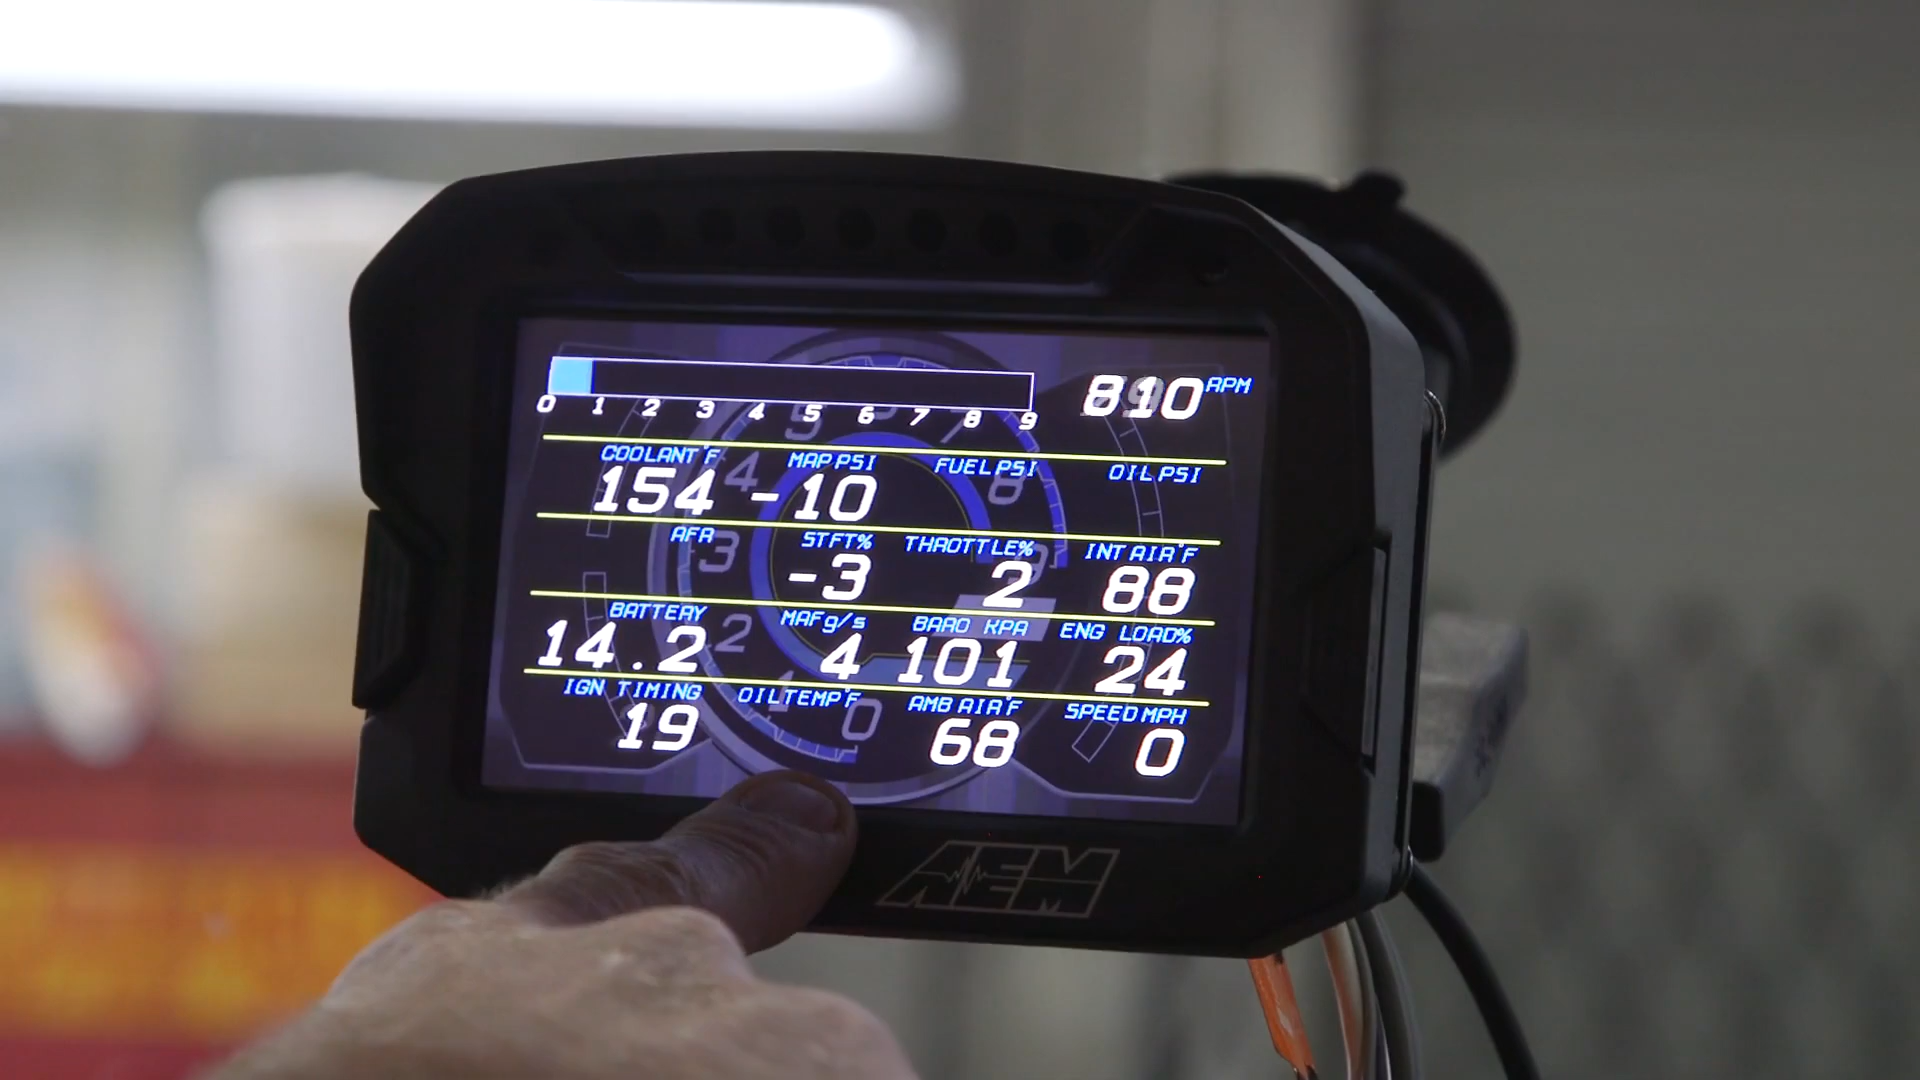 810 RPM
0 1 2 3 4 5 6 7 8 9
COOLANT°F MAP PSI FUEL PSI OIL PSI
154 -10
AFR STFT% THROTTLE% INT AIR°F
-3 2 88
BATTERY MAF g/s BARO KPA ENG LOAD%
14.2 4 101 24
IGN TIMING OIL TEMP°F AMB AIR°F SPEED MPH
19 68 0
AEM